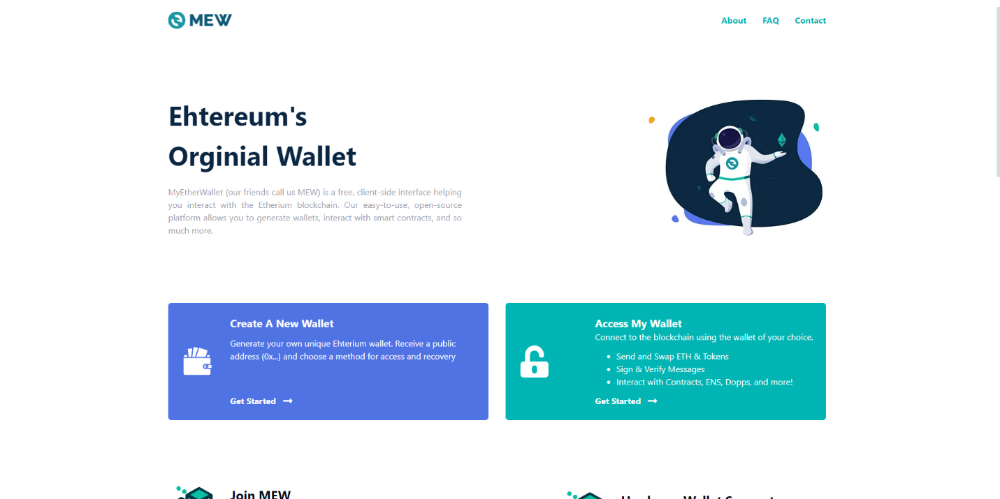 MEW
About FAQ Contact
Ehtereum's
Orginial Wallet
MyEtherWallet (our friends call us MEW) is a free, client-side interface helping
you interact with the Etherium blockchain. Our easy-to-use, open-source
platform allows you to generate wallets, interact with smart contracts, and so
much more.
Create A New Wallet
Generate your own unique Ehterium wallet. Receive a public
address (0x...) and choose a method for access and recovery
Get Started
Access My Wallet
Connect to the blockchain using the wallet of your choice.
Send and Swap ETH & Tokens
Sign & Verify Messages
Interact with Contracts, ENS, Dopps, and more!
Get Started
Join MEW